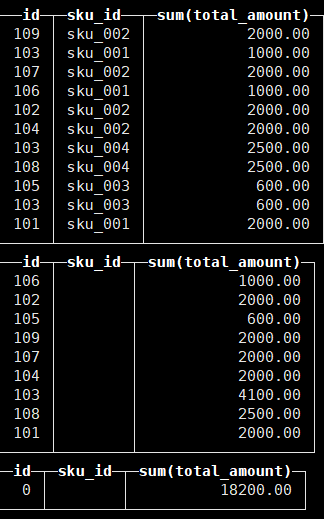 id sku_id sum(total_amount)
109 sku_002 2000.00
103 sku_001 1000.00
107 sku_002 2000.00
106 sku_001 1000.00
102 sku_002 2000.00
104 sku_002 2000.00
103 sku_004 2500.00
108 sku_004 2500.00
105 sku_003 600.00
103 sku_003 600.00
101 sku_001 2000.00
id sku_id sum(total_amount)
106 1000.00
102 2000.00
105 600.00
109 2000.00
107 2000.00
104 2000.00
103 4100.00
108 2500.00
101 2000.00
id sku_id sum(total_amount)
0 18200.00